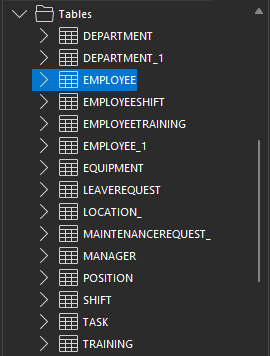 Tables
DEPARTMENT
DEPARTMENT_1
EMPLOYEE
EMPLOYEESHIFT
EMPLOYEETRAINING
EMPLOYEE_1
EQUIPMENT
LEAVEREQUEST
LOCATION_
MAINTENANCEREQUEST_
MANAGER
POSITION
SHIFT
TASK
TRAINING